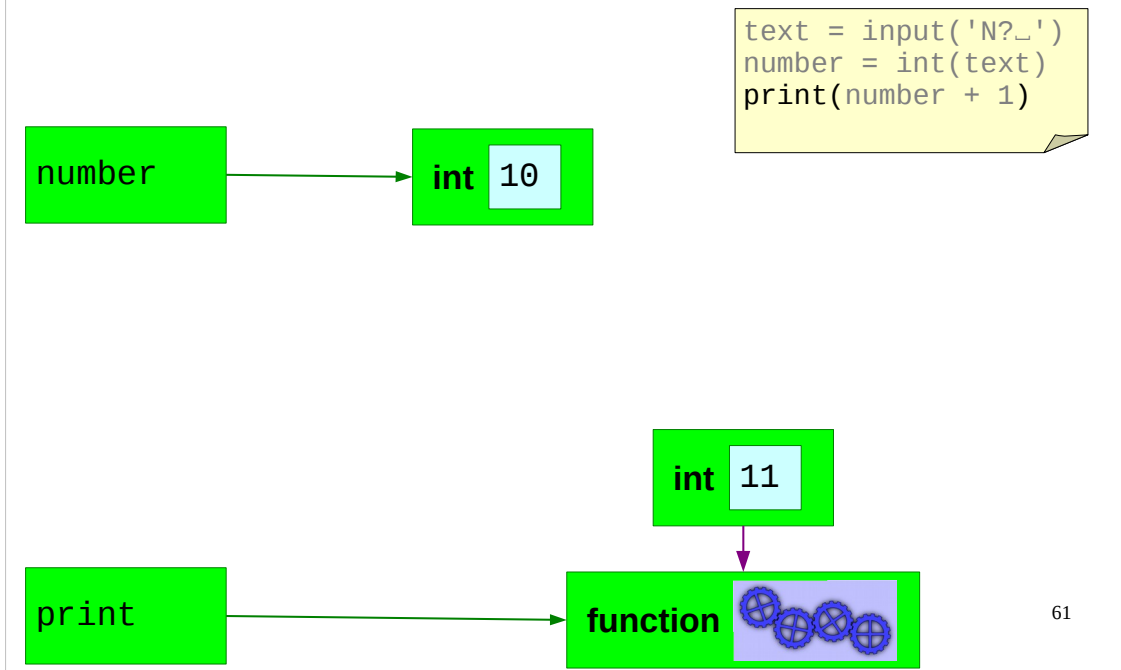 text = input('N?␣')
number = int(text)
print(number + 1)
number
int 10
int 11
print
function
61